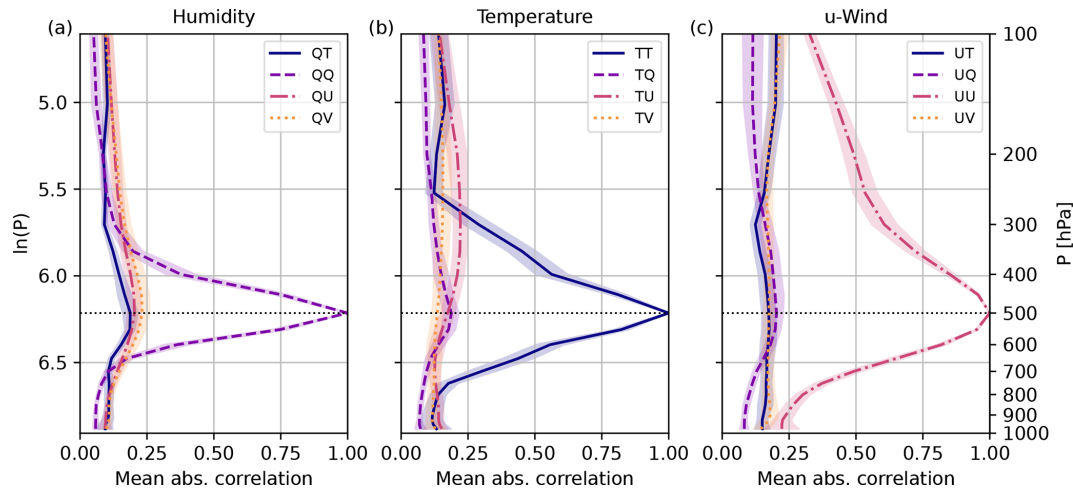 (a) Humidity
(b) Temperature
(c) u-Wind
ln(P)
5.0
5.5
6.0
6.5
QT
QQ
QU
QV
TT
TQ
TU
TV
UT
UQ
UU
UV
100
200
300
400
500
600
700
800
900
1000
P [hPa]
0.00 0.25 0.50 0.75 1.00
0.00 0.25 0.50 0.75 1.00
0.00 0.25 0.50 0.75 1.00
Mean abs. correlation
Mean abs. correlation
Mean abs. correlation